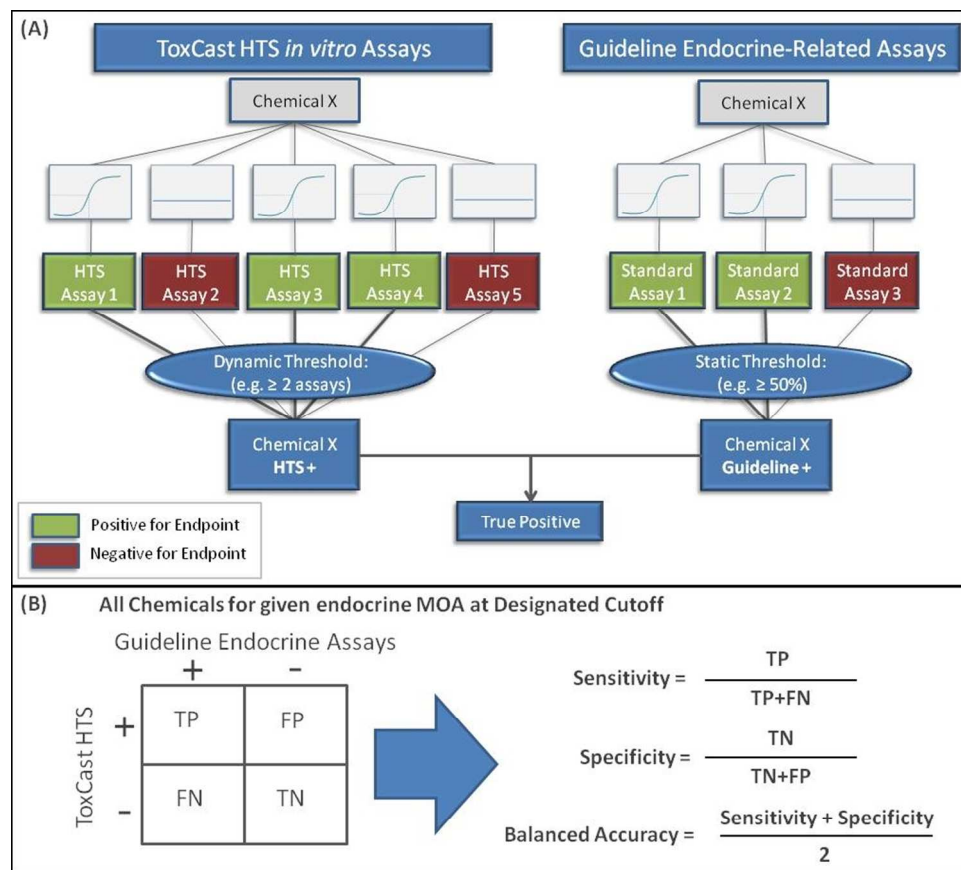 (A)
ToxCast HTS in vitro Assays
Guideline Endocrine-Related Assays
Chemical X
Chemical X
HTS
Assay 1
HTS
Assay 2
HTS
Assay 3
HTS
Assay 4
HTS
Assay 5
Standard
Assay 1
Standard
Assay 2
Standard
Assay 3
Dynamic Threshold:
(e.g. ≥ 2 assays)
Static Threshold:
(e.g. ≥ 50%)
Chemical X
HTS +
Chemical X
Guideline +
True Positive
Positive for Endpoint
Negative for Endpoint
(B)
All Chemicals for given endocrine MOA at Designated Cutoff
Guideline Endocrine Assays
+ -
ToxCast HTS
+
TP FP
-
FN TN
Sensitivity = TP
TP+FN
Specificity = TN
TN+FP
Balanced Accuracy = Sensitivity + Specificity
2